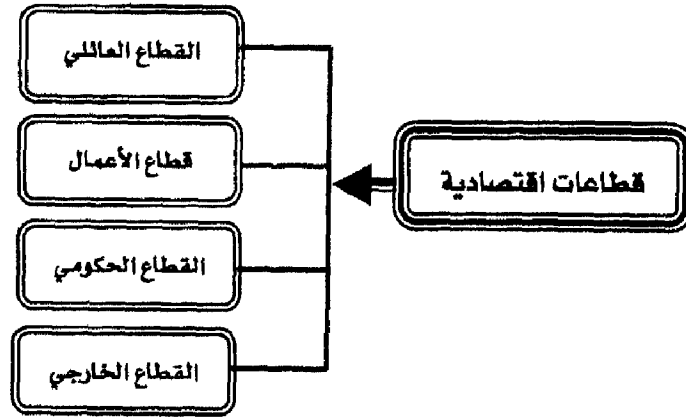 قطاعات اقتصادية
القطاع العائلي
قطاع الأعمال
القطاع الحكومي
القطاع الخارجي